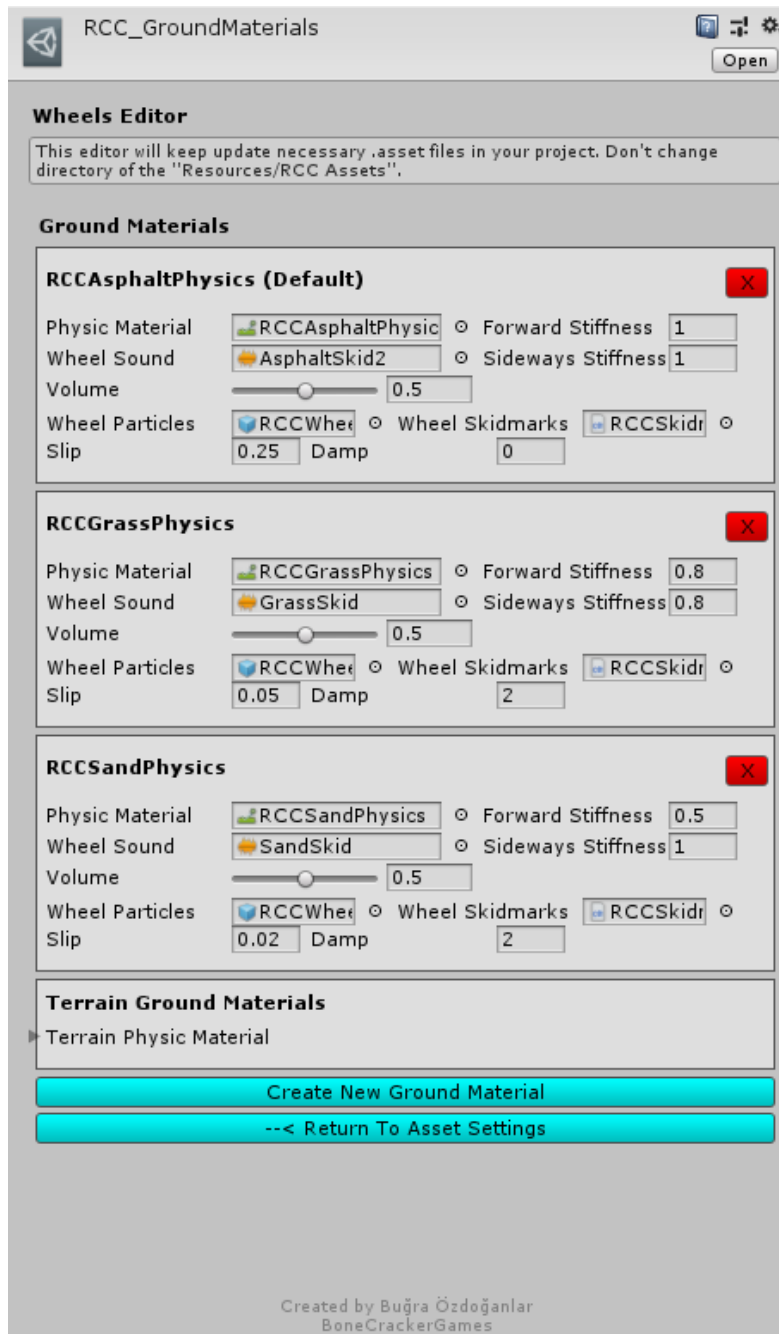 RCC_GroundMaterials
Open
Wheels Editor
This editor will keep update necessary .asset files in your project. Don't change
directory of the "Resources/RCC Assets".
Ground Materials
RCCAsphaltPhysics (Default) X
Physic Material RCCAsphaltPhysic Forward Stiffness 1
Wheel Sound AsphaltSkid2 Sideways Stiffness 1
Volume 0.5
Wheel Particles RCCWhee Wheel Skidmarks RCCSkidr
Slip 0.25 Damp 0
RCCGrassPhysics X
Physic Material RCCGrassPhysics Forward Stiffness 0.8
Wheel Sound GrassSkid Sideways Stiffness 0.8
Volume 0.5
Wheel Particles RCCWhee Wheel Skidmarks RCCSkidr
Slip 0.05 Damp 2
RCCSandPhysics X
Physic Material RCCSandPhysics Forward Stiffness 0.5
Wheel Sound SandSkid Sideways Stiffness 1
Volume 0.5
Wheel Particles RCCWhee Wheel Skidmarks RCCSkidr
Slip 0.02 Damp 2
Terrain Ground Materials
Terrain Physic Material
Create New Ground Material
--< Return To Asset Settings
Created by Buğra Özdoğanlar
BoneCrackerGames